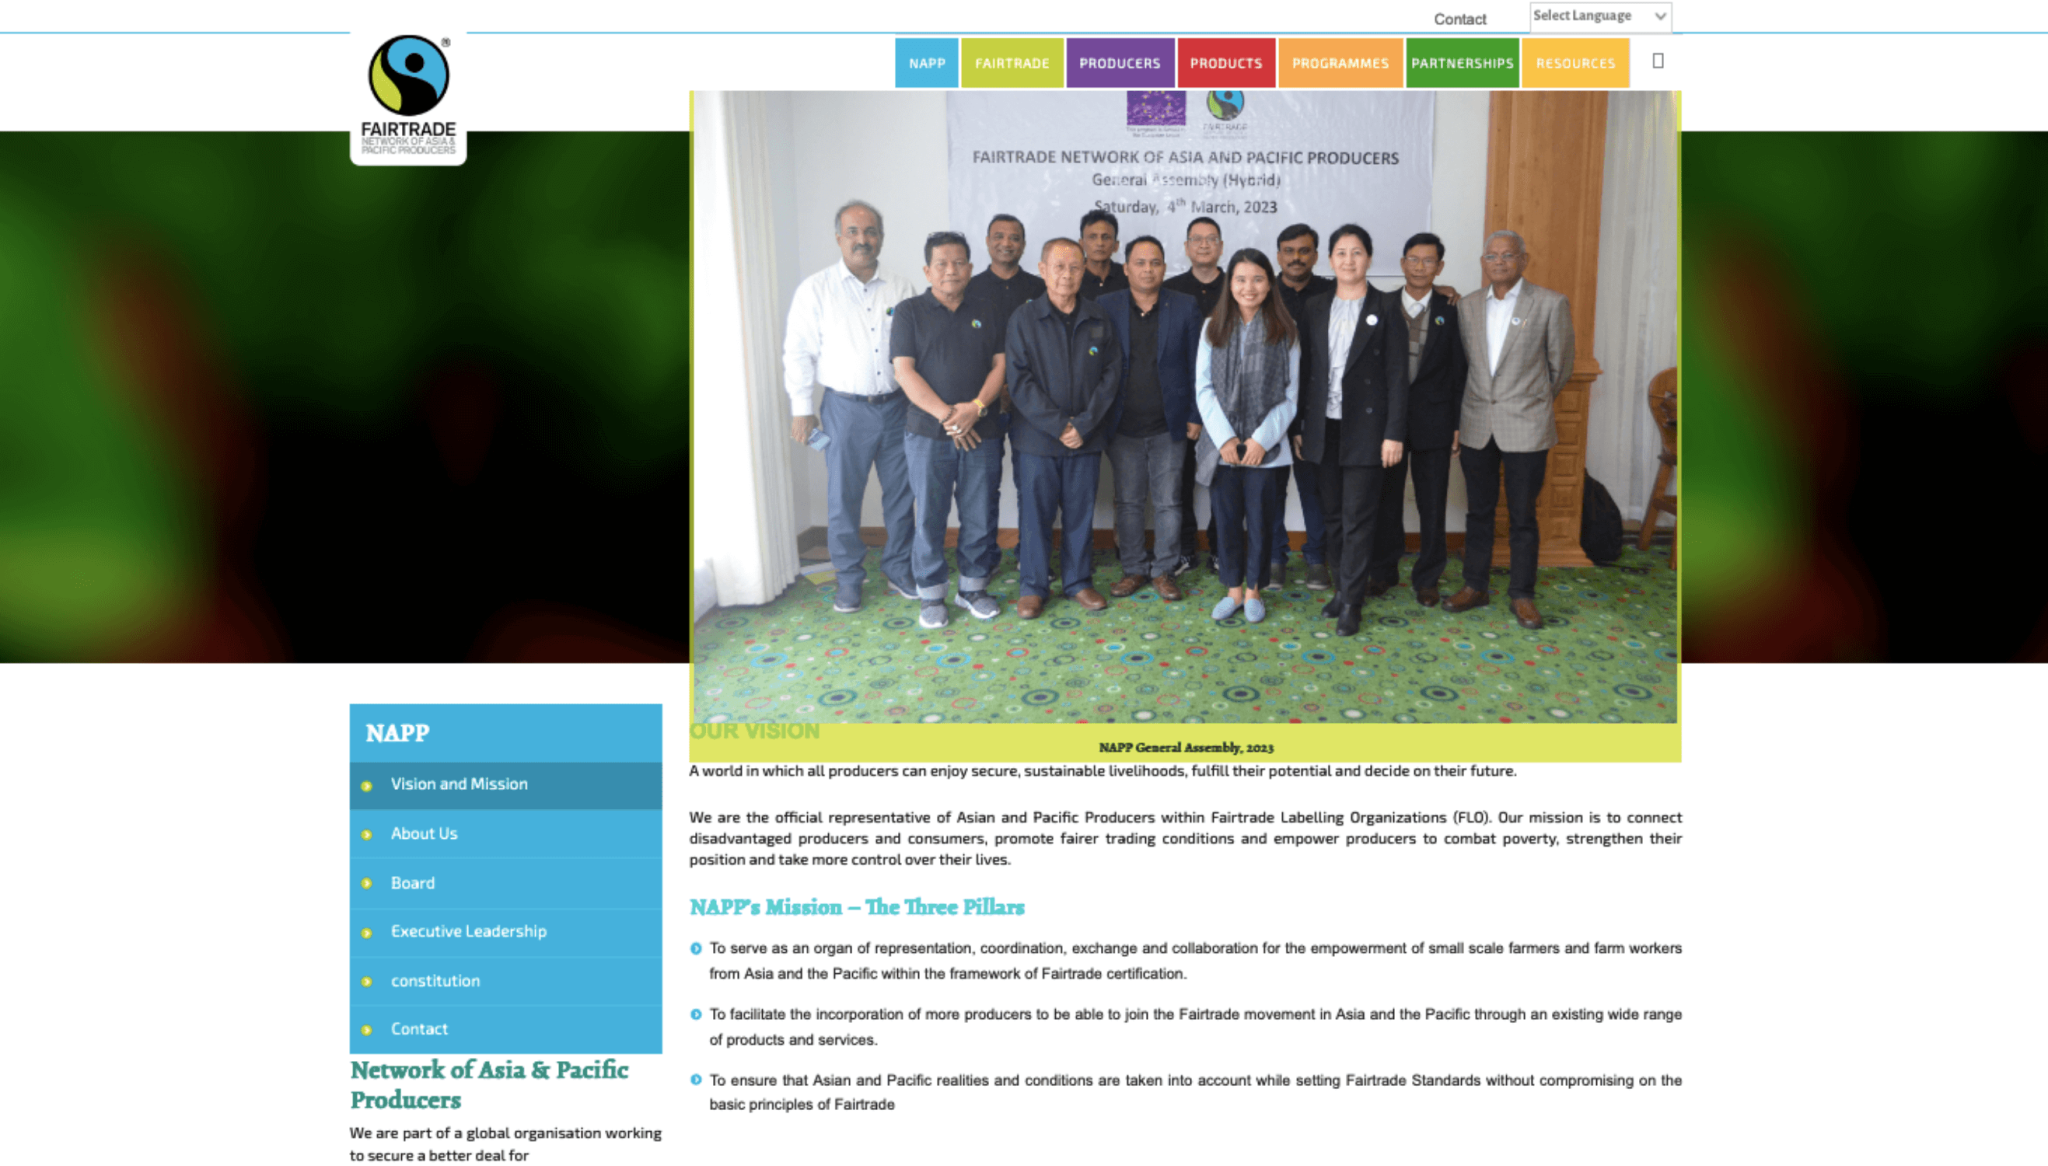 Contact
Select Language
®
FAIRTRADE
NETWORK OF ASIA &
PACIFIC PRODUCERS
NAPP
FAIRTRADE
PRODUCERS
PRODUCTS
PROGRAMMES
PARTNERSHIPS
RESOURCES
FAIRTRADE
FAIRTRADE NETWORK OF ASIA AND PACIFIC PRODUCERS
General Assembly (Hybrid)
Saturday, 4th March, 2023
OUR VISION
NAPP General Assembly, 2023
A world in which all producers can enjoy secure, sustainable livelihoods, fulfill their potential and decide on their future.
We are the official representative of Asian and Pacific Producers within Fairtrade Labelling Organizations (FLO). Our mission is to connect
disadvantaged producers and consumers, promote fairer trading conditions and empower producers to combat poverty, strengthen their
position and take more control over their lives.
NAPP's Mission – The Three Pillars
To serve as an organ of representation, coordination, exchange and collaboration for the empowerment of small scale farmers and farm workers
from Asia and the Pacific within the framework of Fairtrade certification.
To facilitate the incorporation of more producers to be able to join the Fairtrade movement in Asia and the Pacific through an existing wide range
of products and services.
To ensure that Asian and Pacific realities and conditions are taken into account while setting Fairtrade Standards without compromising on the
basic principles of Fairtrade
NAPP
Vision and Mission
About Us
Board
Executive Leadership
constitution
Contact
Network of Asia & Pacific
Producers
We are part of a global organisation working
to secure a better deal for